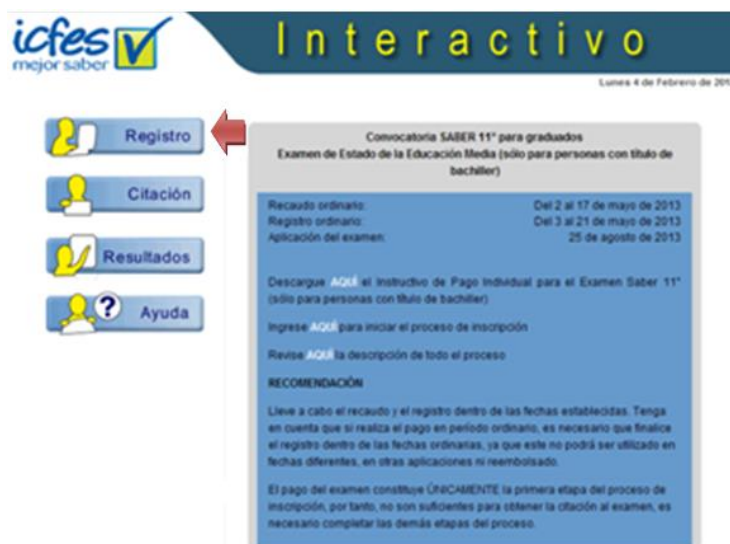 icfes
mejor saber
Interactivo
Lunes 4 de Febrero de 201
Registro
Citación
Resultados
? Ayuda
Convocatoria SABER 11° para graduados
Examen de Estado de la Educación Media (sólo para personas con título de
bachiller)
Recaudo ordinario: Del 2 al 17 de mayo de 2013
Registro ordinario: Del 3 al 21 de mayo de 2013
Aplicación del examen: 25 de agosto de 2013
Descargue AQUÍ el Instructivo de Pago Individual para el Examen Saber 11°
(sólo para personas con título de bachiller)
Ingrese AQUÍ para iniciar el proceso de inscripción
Revise AQUÍ la descripción de todo el proceso
RECOMENDACIÓN
Lleve a cabo el recaudo y el registro dentro de las fechas establecidas. Tenga
en cuenta que si realiza el pago en período ordinario, es necesario que finalice
el registro dentro de las fechas ordinarias, ya que este no podrá ser utilizado en
fechas diferentes, en otras aplicaciones ni reembolsado.
El pago del examen constituye ÚNICAMENTE la primera etapa del proceso de
inscripción, por tanto, no son suficientes para obtener la citación al examen, es
necesario completar las demás etapas del proceso.